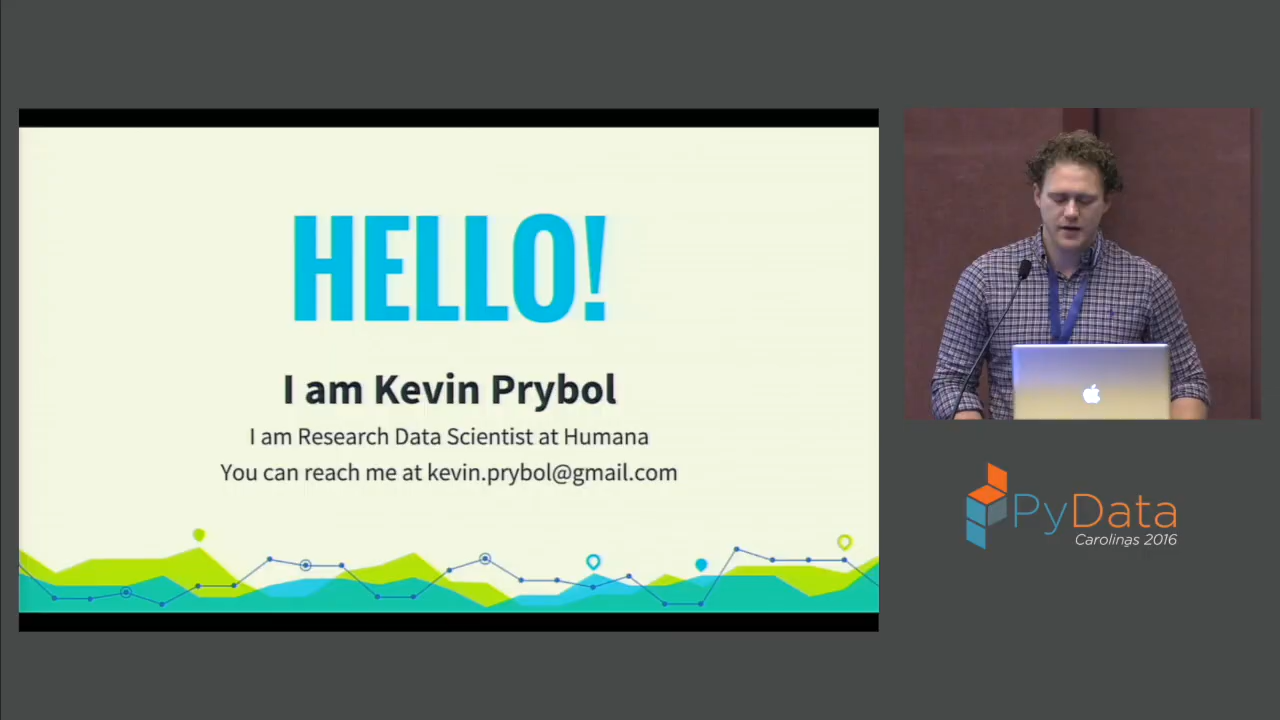 HELLO!
I am Kevin Prybol
I am Research Data Scientist at Humana
You can reach me at kevin.prybol@gmail.com
PyData
Carolinas 2016